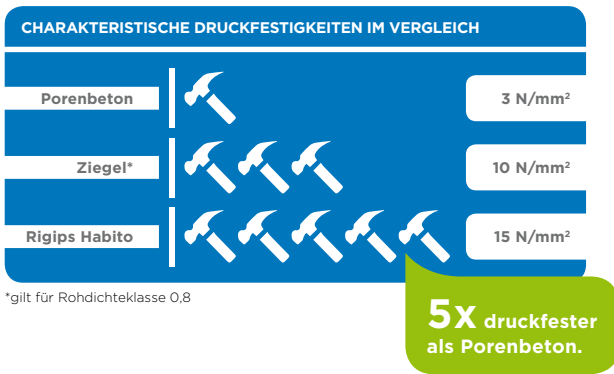 CHARAKTERISTISCHE DRUCKFESTIGKEITEN IM VERGLEICH
Porenbeton 3 N/mm²
Ziegel* 10 N/mm²
Rigips Habito 15 N/mm²
*gilt für Rohdichteklasse 0,8
5x druckfester
als Porenbeton.